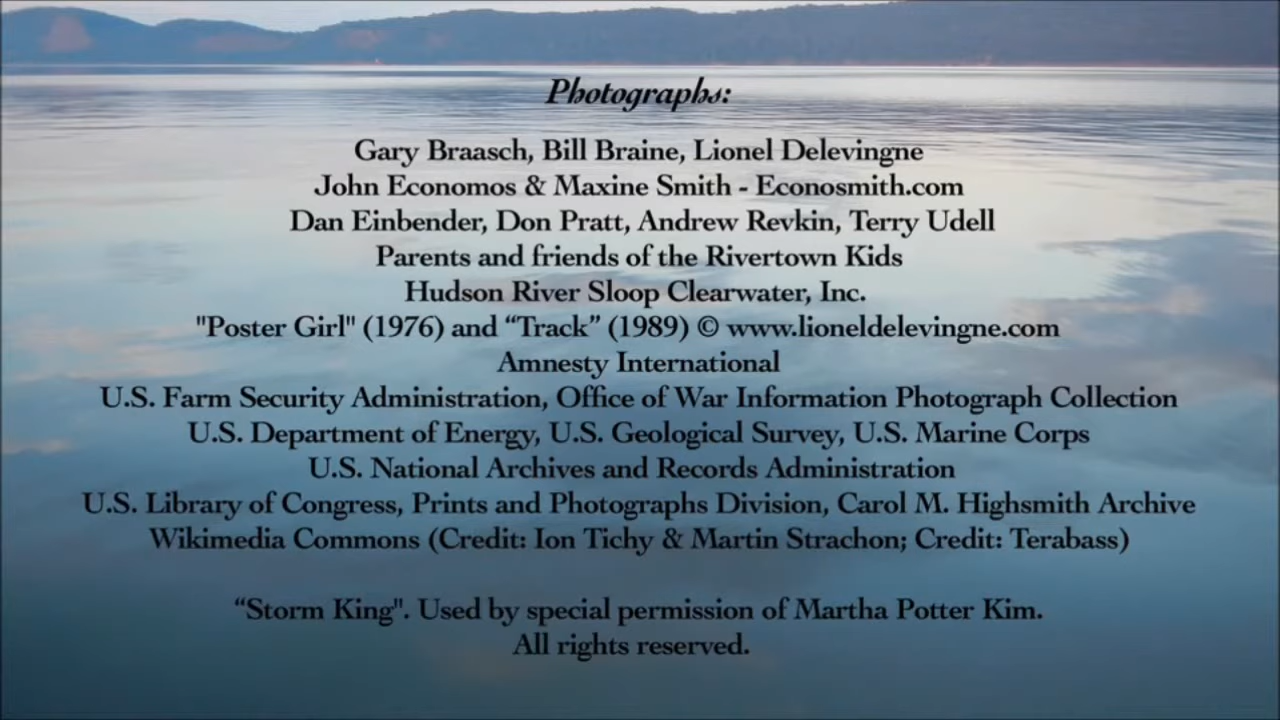 Photographs:
Gary Braasch, Bill Braine, Lionel Delevingne
John Economos & Maxine Smith - Econosmith.com
Dan Einbender, Don Pratt, Andrew Revkin, Terry Udell
Parents and friends of the Rivertown Kids
Hudson River Sloop Clearwater, Inc.
"Poster Girl" (1976) and “Track” (1989) © www.lioneldelevingne.com
Amnesty International
U.S. Farm Security Administration, Office of War Information Photograph Collection
U.S. Department of Energy, U.S. Geological Survey, U.S. Marine Corps
U.S. National Archives and Records Administration
U.S. Library of Congress, Prints and Photographs Division, Carol M. Highsmith Archive
Wikimedia Commons (Credit: Ion Tichy & Martin Strachon; Credit: Terabass)
“Storm King". Used by special permission of Martha Potter Kim.
All rights reserved.